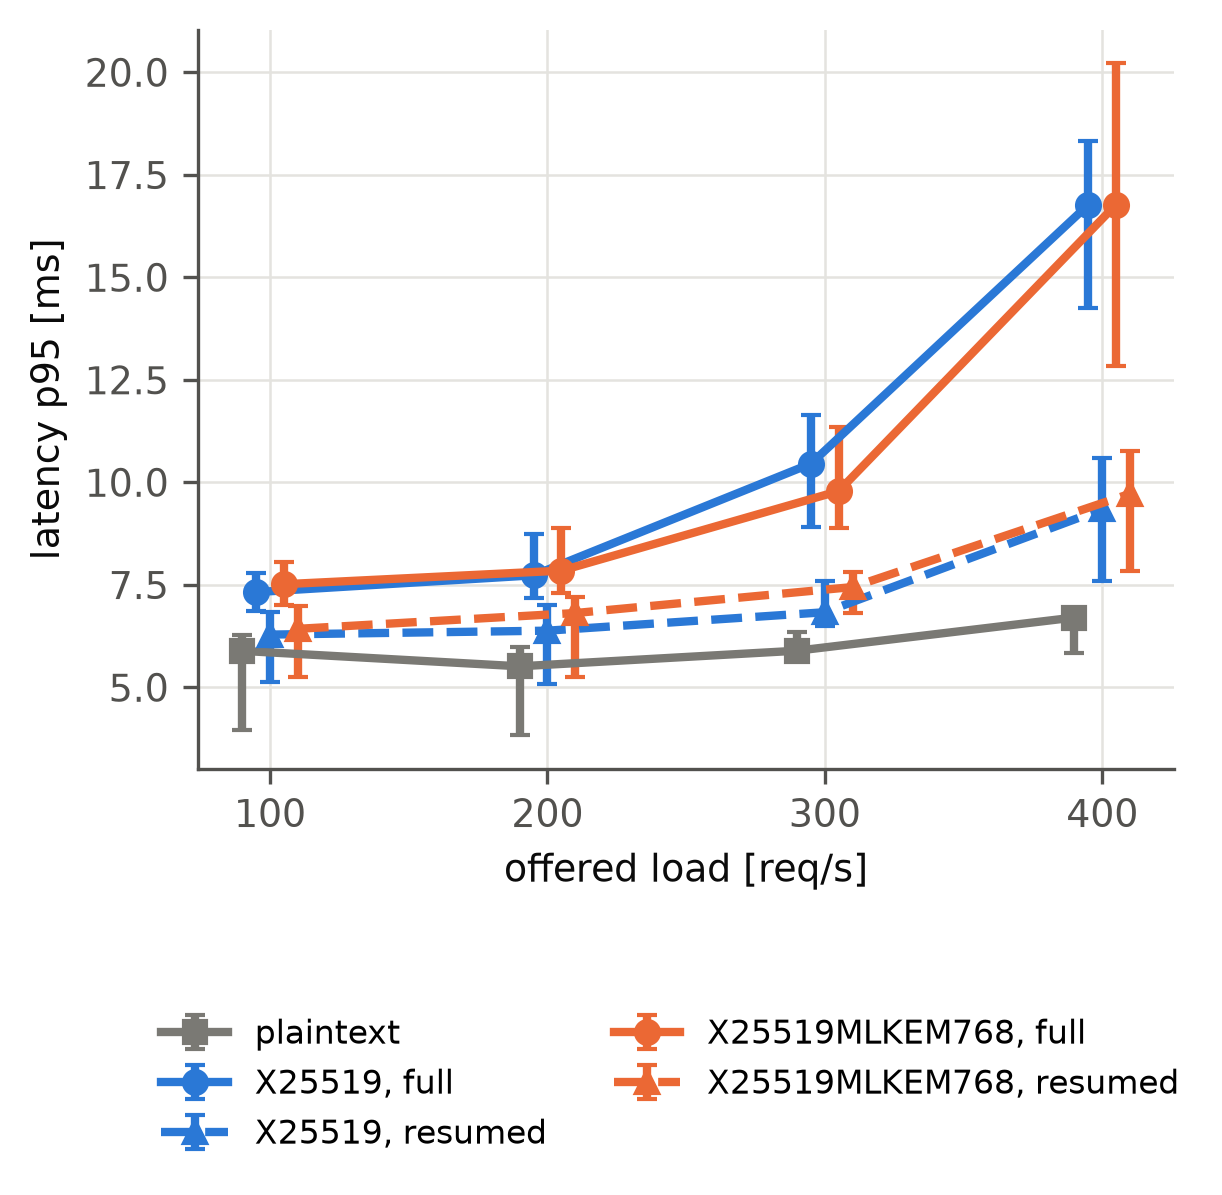 20.0
17.5
15.0
12.5
10.0
7.5
5.0
latency p95 [ms]
100 200 300 400
offered load [req/s]
plaintext
X25519, full
X25519, resumed
X25519MLKEM768, full
X25519MLKEM768, resumed